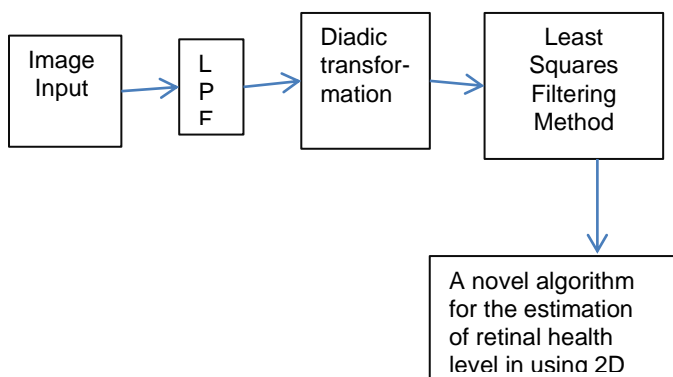 Image
Input
L
P
F
Diadic
transfor-
mation
Least
Squares
Filtering
Method
A novel algorithm
for the estimation
of retinal health
level in using 2D